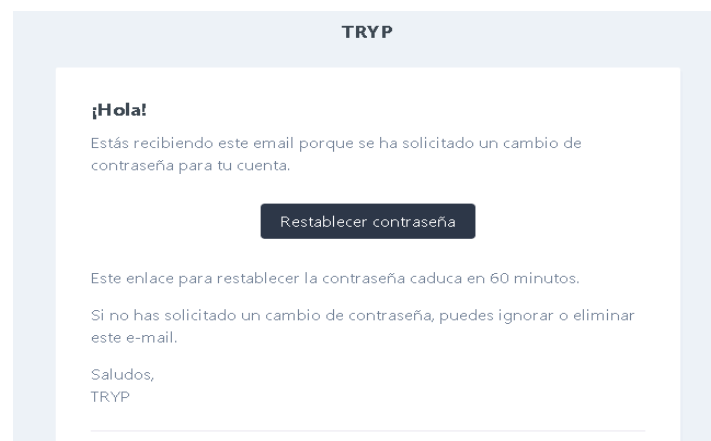 TRYP
¡Hola!
Estás recibiendo este email porque se ha solicitado un cambio de
contraseña para tu cuenta.
Restablecer contraseña
Este enlace para restablecer la contraseña caduca en 60 minutos.
Si no has solicitado un cambio de contraseña, puedes ignorar o eliminar
este e-mail.
Saludos,
TRYP